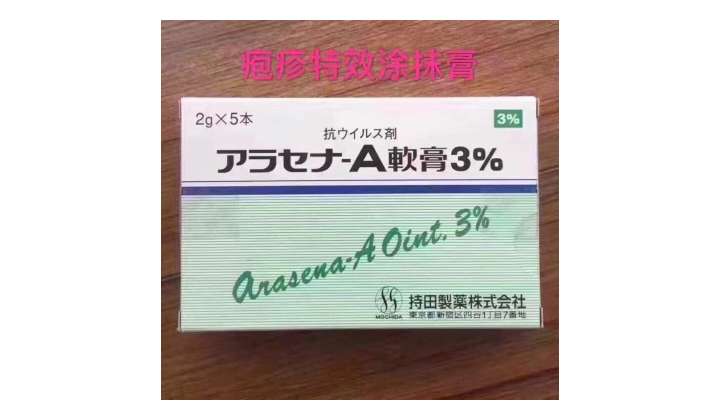 疱疹特效涂抹膏
2g×5本
3%
抗ウイルス剤
アラセナ-A軟膏3%
Arasena-A Oint. 3%
MOCHIDA
持田製薬株式会社
東京都新宿区四谷1丁目7番地